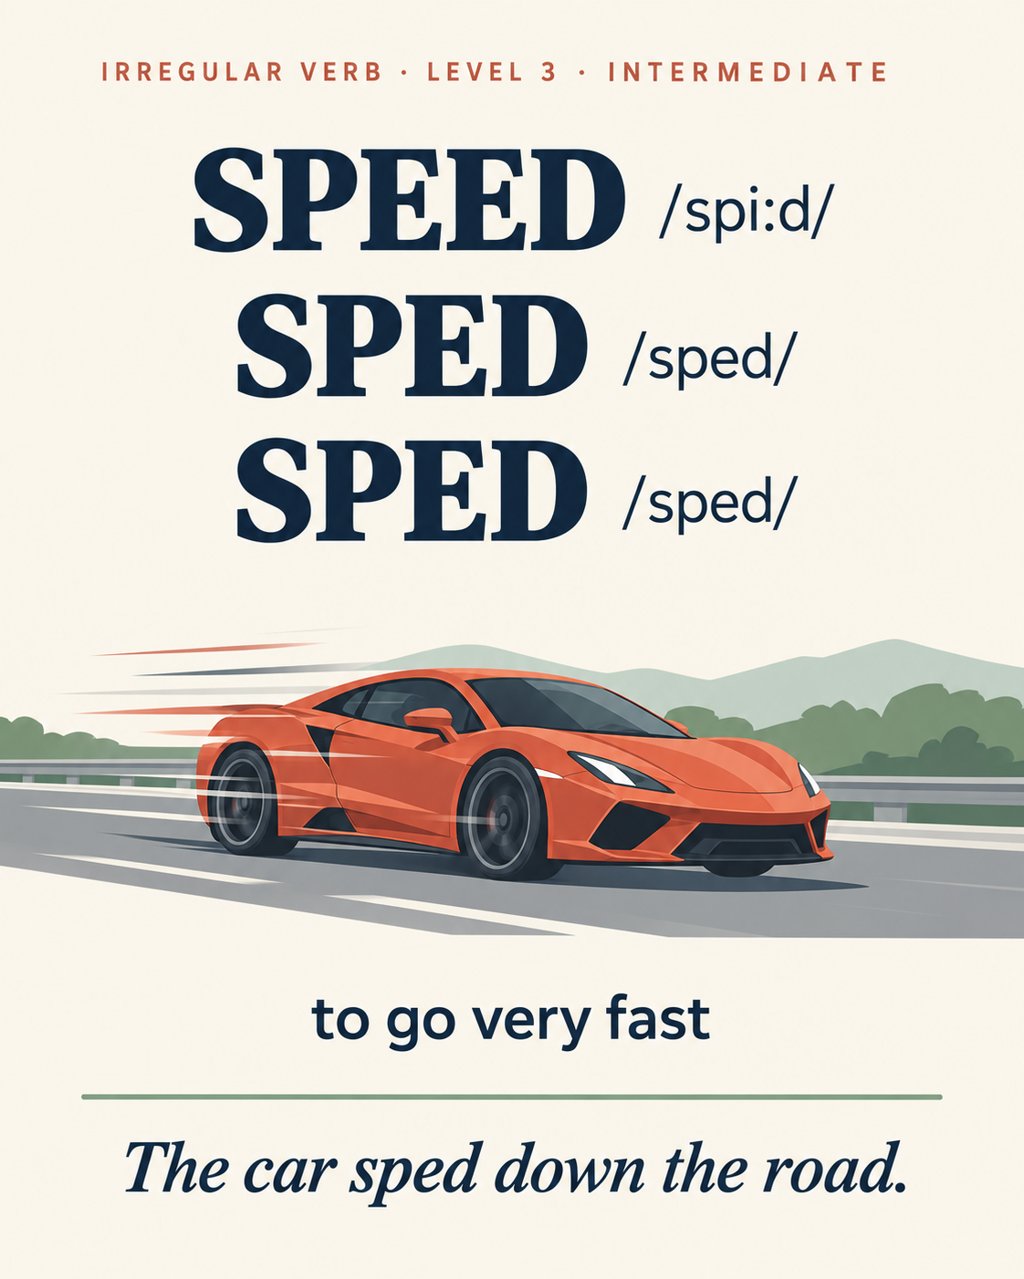 IRREGULAR VERB · LEVEL 3 · INTERMEDIATE
SPEED /spi:d/
SPED /sped/
SPED /sped/
to go very fast
The car sped down the road.